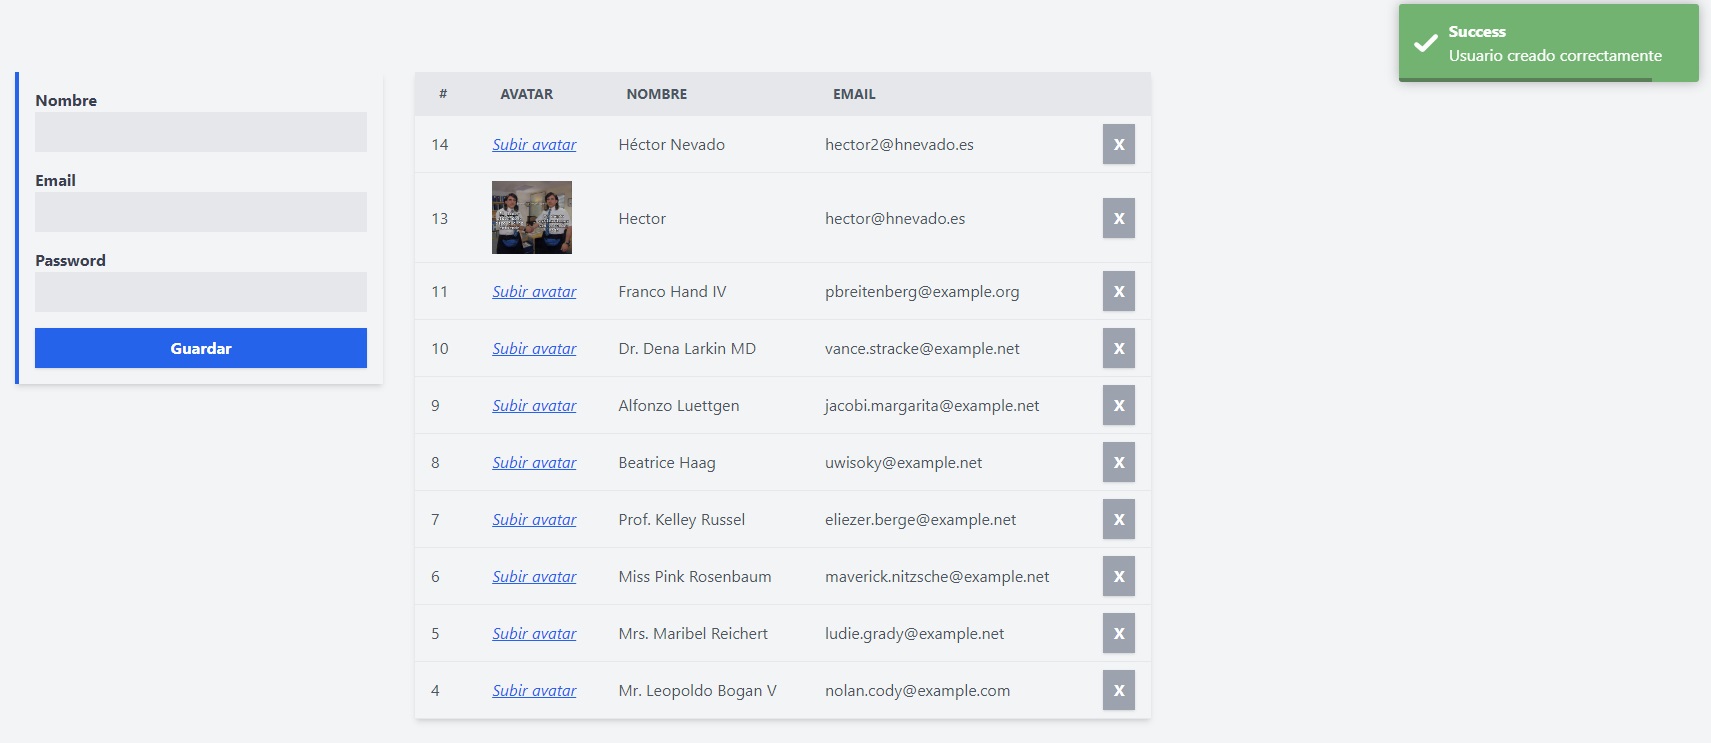 Success
Usuario creado correctamente
Nombre
Email
Password
Guardar
# AVATAR NOMBRE EMAIL
14 Subir avatar Héctor Nevado hector2@hnevado.es X
13 Hector hector@hnevado.es X
11 Subir avatar Franco Hand IV pbreitenberg@example.org X
10 Subir avatar Dr. Dena Larkin MD vance.stracke@example.net X
9 Subir avatar Alfonzo Luettgen jacobi.margarita@example.net X
8 Subir avatar Beatrice Haag uwisoky@example.net X
7 Subir avatar Prof. Kelley Russel eliezer.berge@example.net X
6 Subir avatar Miss Pink Rosenbaum maverick.nitzsche@example.net X
5 Subir avatar Mrs. Maribel Reichert ludie.grady@example.net X
4 Subir avatar Mr. Leopoldo Bogan V nolan.cody@example.com X